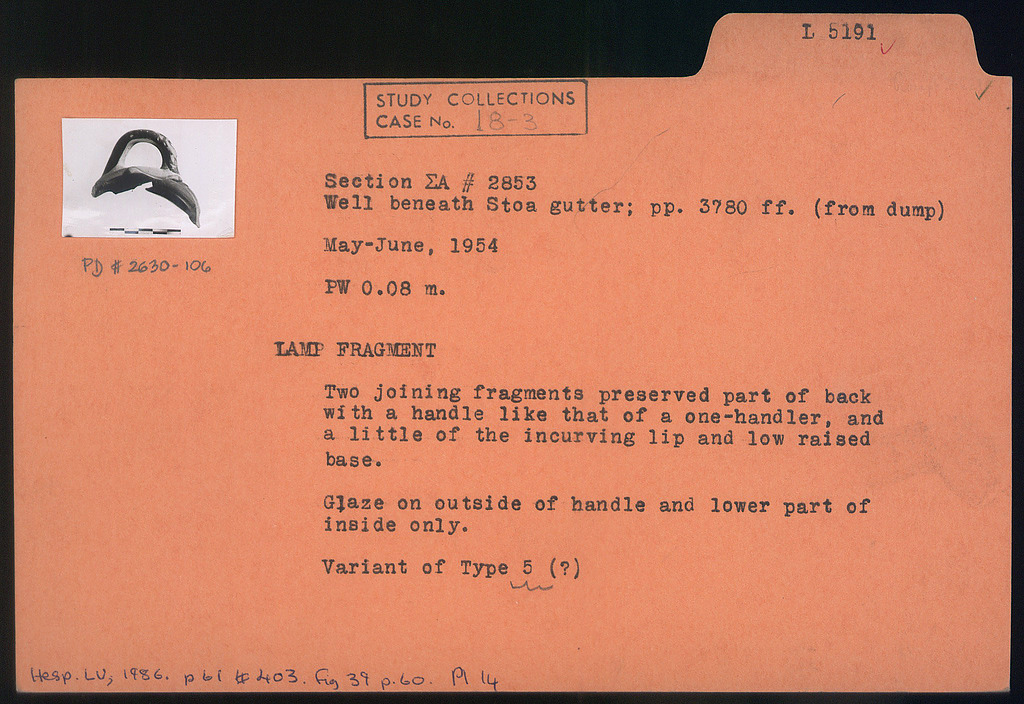 L 5191
STUDY COLLECTIONS
CASE No. 18-3
Section ΣA # 2853
Well beneath Stoa gutter; pp. 3780 ff. (from dump)
May-June, 1954
PW 0.08 m.
PD # 2630-106
LAMP FRAGMENT
Two joining fragments preserved part of back
with a handle like that of a one-handler, and
a little of the incurving lip and low raised
base.
Glaze on outside of handle and lower part of
inside only.
Variant of Type 5 (?)
Hesp. LV, 1986. p 61 # 403. Fig 39 p.60. Pl 14